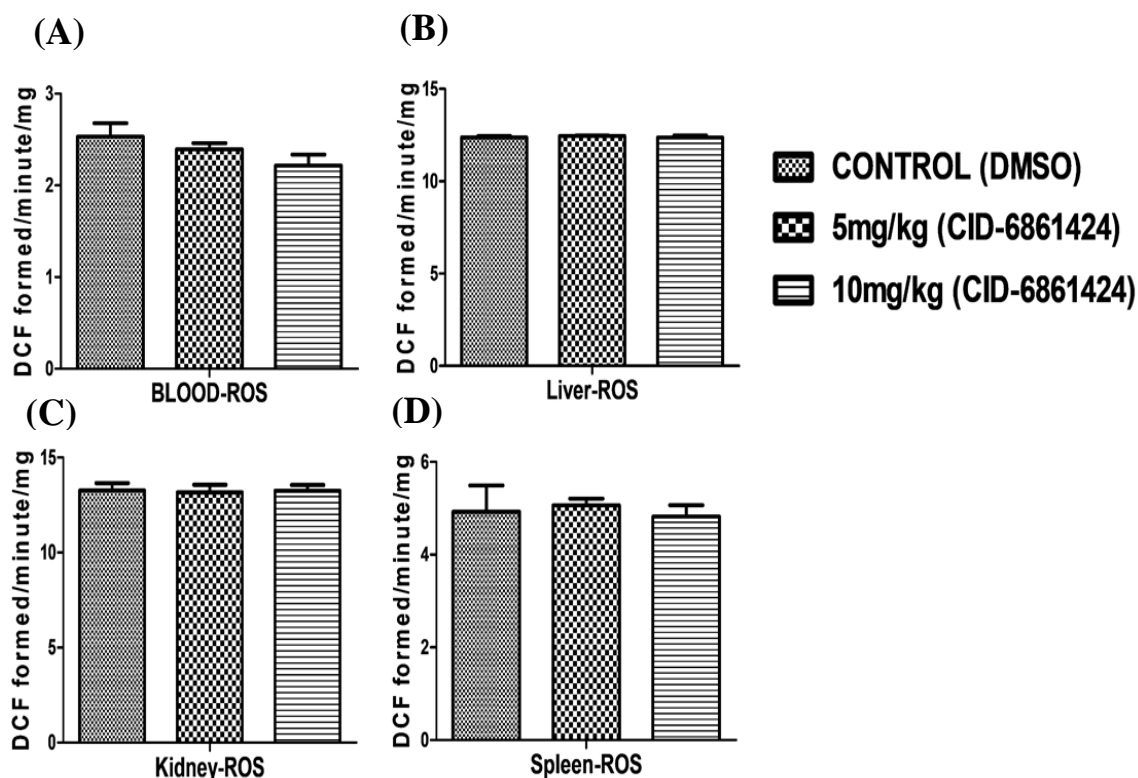 (A)
DCF formed/minute/mg
3
2
1
0
BLOOD-ROS
(B)
DCF formed/minute/mg
15
10
5
0
Liver-ROS
CONTROL (DMSO)
5mg/kg (CID-6861424)
10mg/kg (CID-6861424)
(C)
DCF formed/minute/mg
15
10
5
0
Kidney-ROS
(D)
DCF formed/minute/mg
6
4
2
0
Spleen-ROS